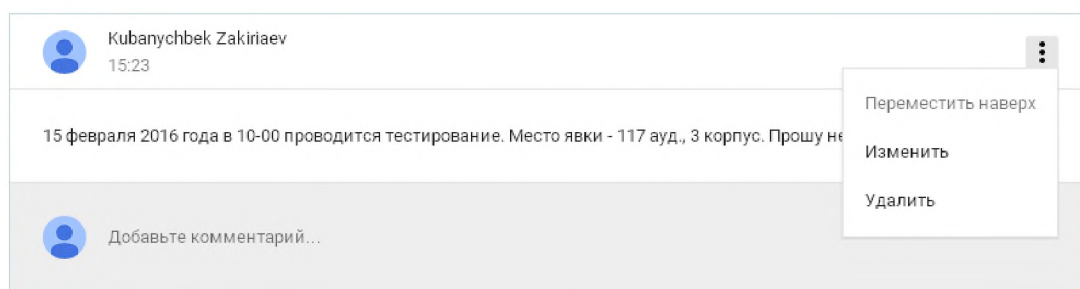 Kubanychbek Zakiriaev
15:23
Переместить наверх
15 февраля 2016 года в 10-00 проводится тестирование. Место явки - 117 ауд., 3 корпус. Прошу не
Изменить
Удалить
Добавьте комментарий...